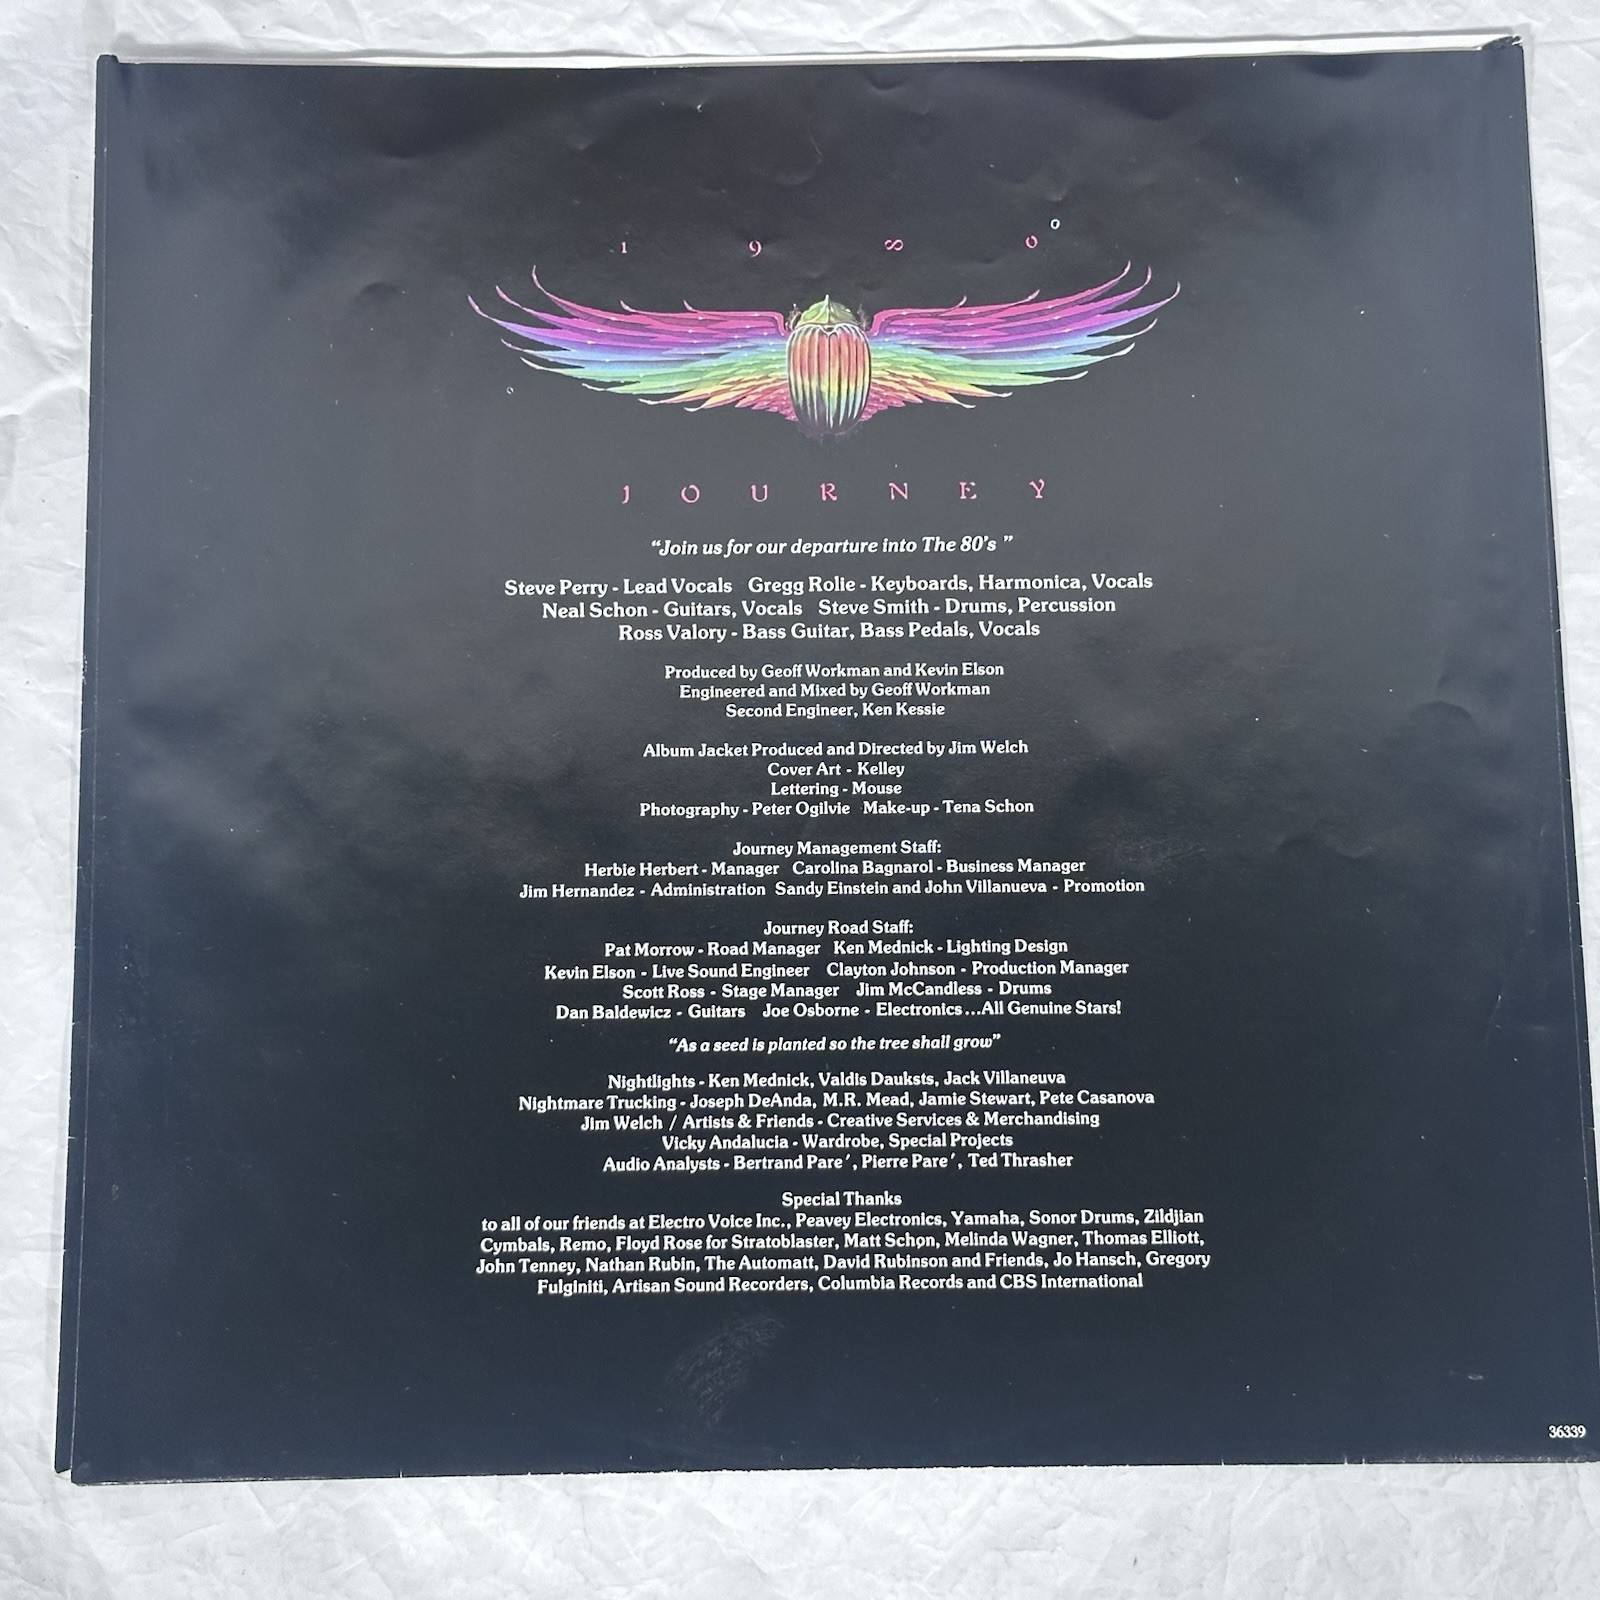 1980
JOURNEY
"Join us for our departure into The 80's "
Steve Perry - Lead Vocals Gregg Rolie - Keyboards, Harmonica, Vocals
Neal Schon - Guitars, Vocals Steve Smith - Drums, Percussion
Ross Valory - Bass Guitar, Bass Pedals, Vocals
Produced by Geoff Workman and Kevin Elson
Engineered and Mixed by Geoff Workman
Second Engineer, Ken Kessie
Album Jacket Produced and Directed by Jim Welch
Cover Art - Kelley
Lettering - Mouse
Photography - Peter Ogilvie Make-up - Tena Schon
Journey Management Staff:
Herbie Herbert - Manager Carolina Bagnarol - Business Manager
Jim Hernandez - Administration Sandy Einstein and John Villanueva - Promotion
Journey Road Staff:
Pat Morrow - Road Manager Ken Mednick - Lighting Design
Kevin Elson - Live Sound Engineer Clayton Johnson - Production Manager
Scott Ross - Stage Manager Jim McCandless - Drums
Dan Baldewicz - Guitars Joe Osborne - Electronics...All Genuine Stars!
"As a seed is planted so the tree shall grow"
Nightlights - Ken Mednick, Valdis Dauksts, Jack Villaneuva
Nightmare Trucking - Joseph DeAnda, M.R. Mead, Jamie Stewart, Pete Casanova
Jim Welch / Artists & Friends - Creative Services & Merchandising
Vicky Andalucia - Wardrobe, Special Projects
Audio Analysts - Bertrand Pare´, Pierre Pare´, Ted Thrasher
Special Thanks
to all of our friends at Electro Voice Inc., Peavey Electronics, Yamaha, Sonor Drums, Zildjian
Cymbals, Remo, Floyd Rose for Stratoblaster, Matt Schon, Melinda Wagner, Thomas Elliott,
John Tenney, Nathan Rubin, The Automatt, David Rubinson and Friends, Jo Hansch, Gregory
Fulginiti, Artisan Sound Recorders, Columbia Records and CBS International
36339